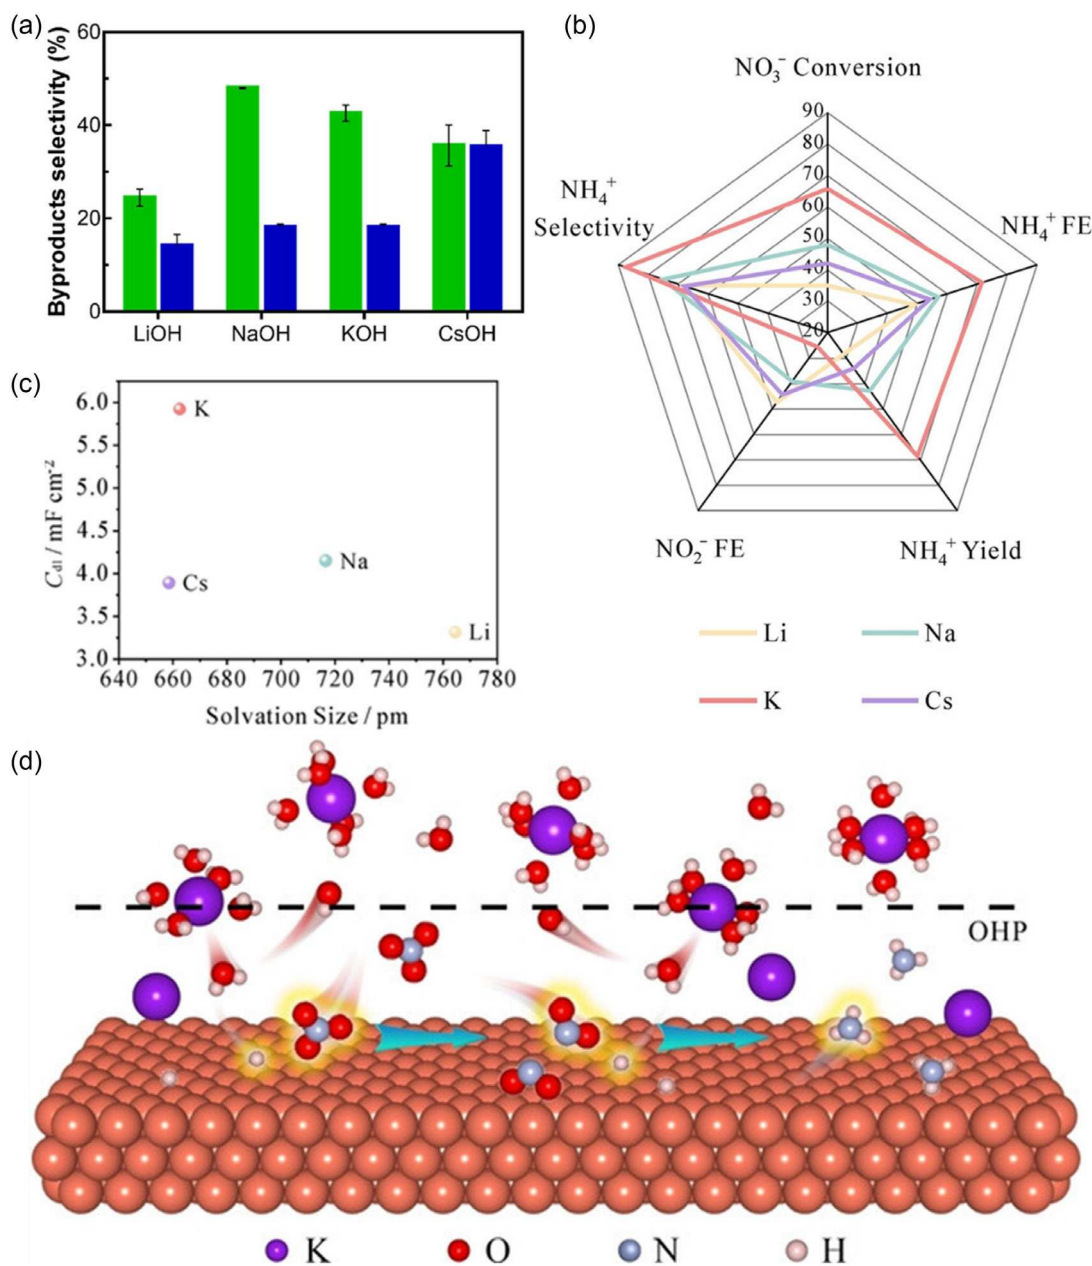 (a)
Byproducts selectivity (%)
60
40
20
0
LiOH NaOH KOH CsOH
(b)
NO₃⁻ Conversion
90
80
70
60
50
40
30
20
NH₄⁺
Selectivity
NH₄⁺ FE
NO₂⁻ FE
NH₄⁺ Yield
Li Na
K Cs
(c)
C_dl / mF cm⁻²
6.0
5.5
5.0
4.5
4.0
3.5
3.0
K
Na
Cs
Li
640 660 680 700 720 740 760 780
Solvation Size / pm
(d)
OHP
K O N H